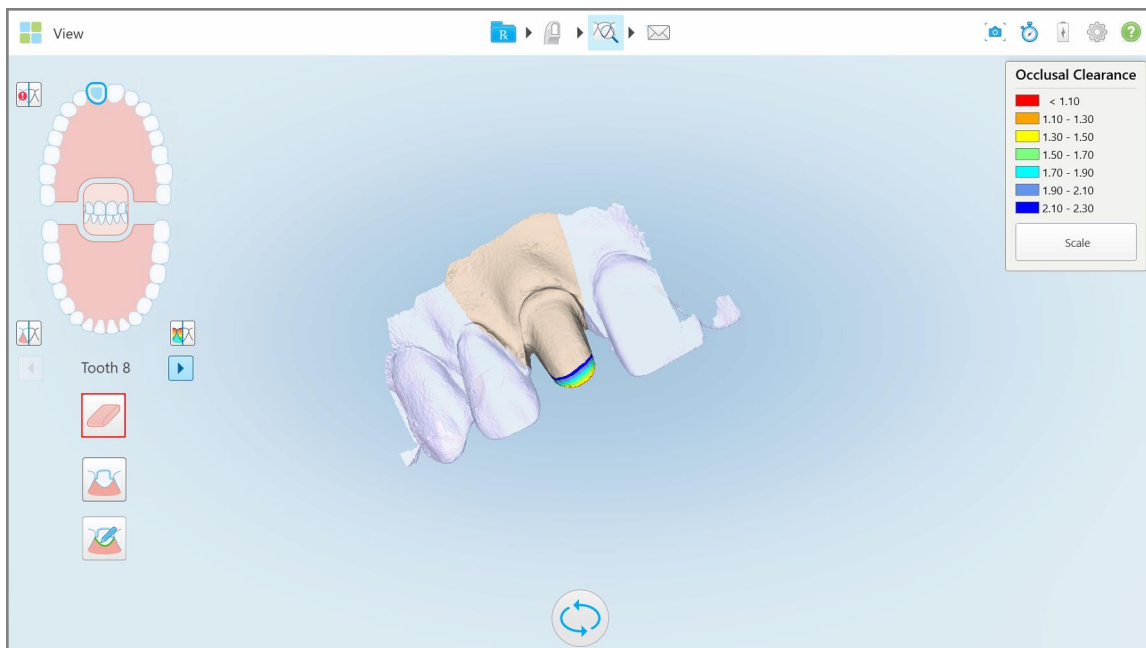 View
R
Occlusal Clearance
< 1.10
1.10 - 1.30
1.30 - 1.50
1.50 - 1.70
1.70 - 1.90
1.90 - 2.10
2.10 - 2.30
Scale
Tooth 8